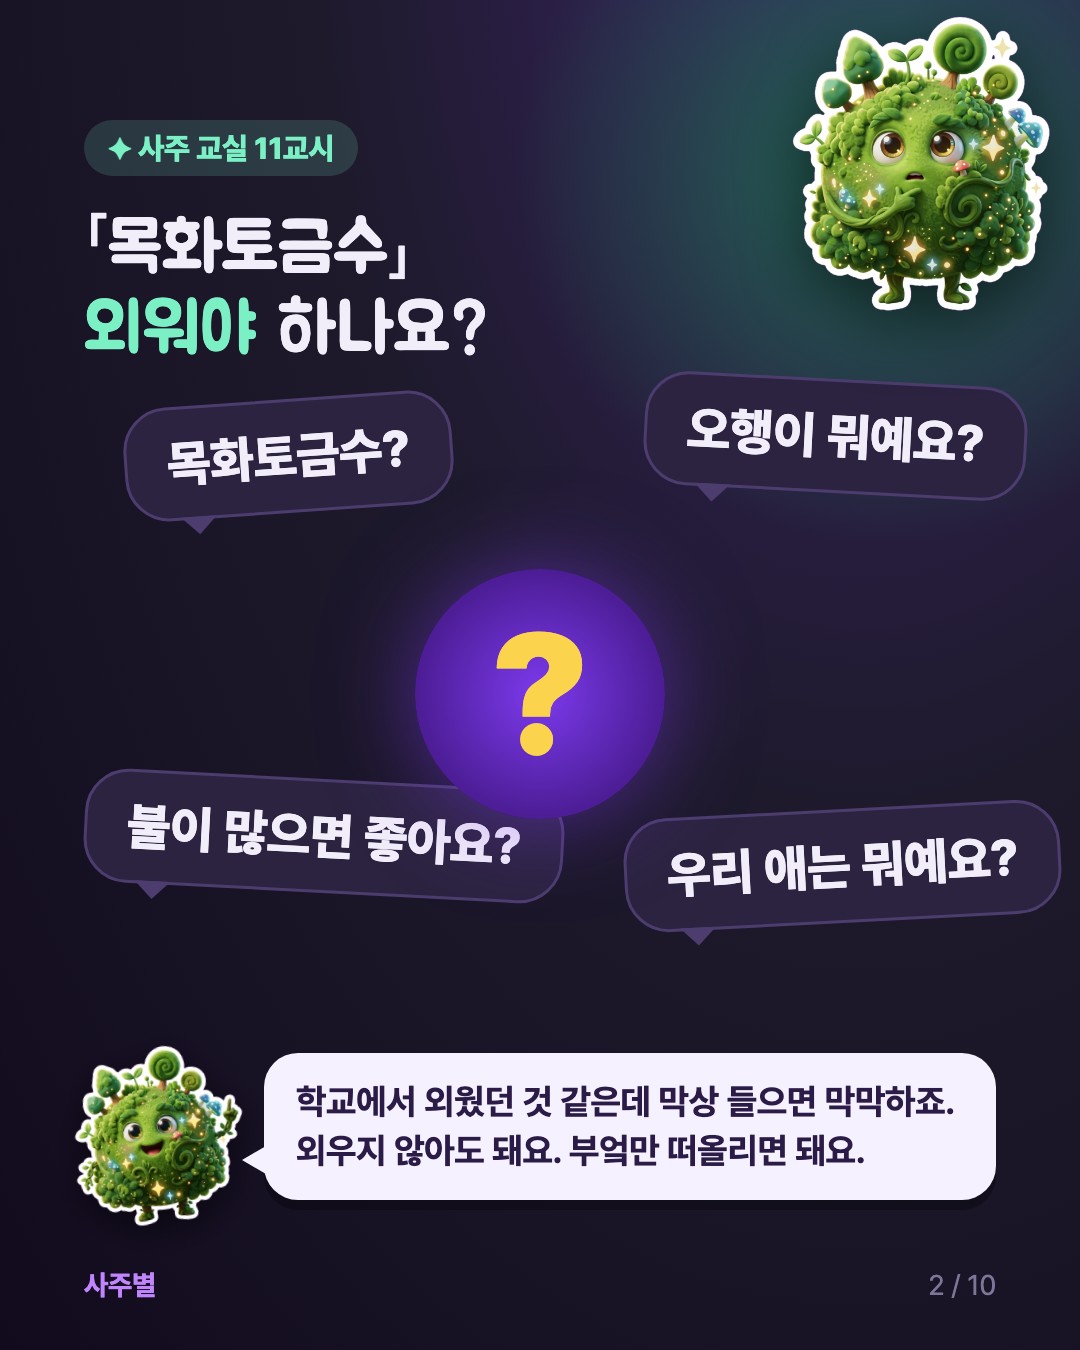 사주 교실 11교시
「목화토금수」
외워야 하나요?
목화토금수?
오행이 뭐예요?
?
불이 많으면 좋아요?
우리 애는 뭐예요?
학교에서 외웠던 것 같은데 막상 들으면 막막하죠.
외우지 않아도 돼요. 부엌만 떠올리면 돼요.
사주별
2 / 10